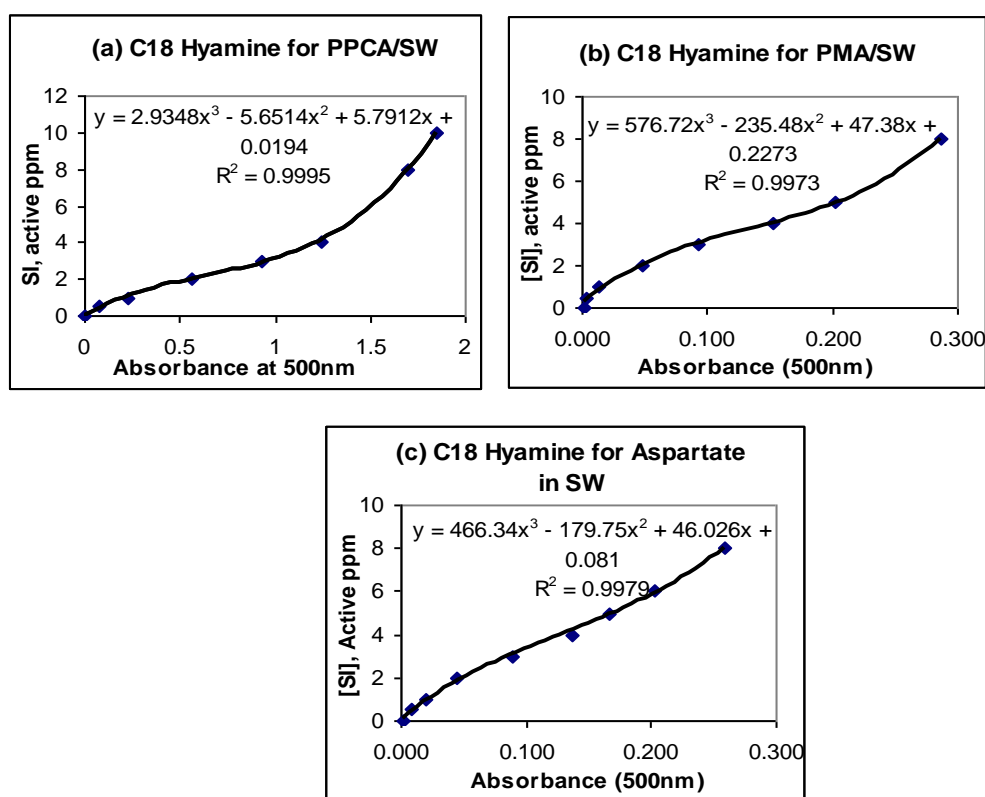 (a) C18 Hyamine for PPCA/SW
SI, active ppm
12
10
8
6
4
2
0
y = 2.9348x³ - 5.6514x² + 5.7912x +
0.0194
R² = 0.9995
0 0.5 1 1.5 2
Absorbance at 500nm
(b) C18 Hyamine for PMA/SW
[SI], active ppm
10
8
6
4
2
0
y = 576.72x³ - 235.48x² + 47.38x +
0.2273
R² = 0.9973
0.000 0.100 0.200 0.300
Absorbance (500nm)
(c) C18 Hyamine for Aspartate
in SW
[SI], Active ppm
10
8
6
4
2
0
y = 466.34x³ - 179.75x² + 46.026x +
0.081
R² = 0.9979
0.000 0.100 0.200 0.300
Absorbance (500nm)